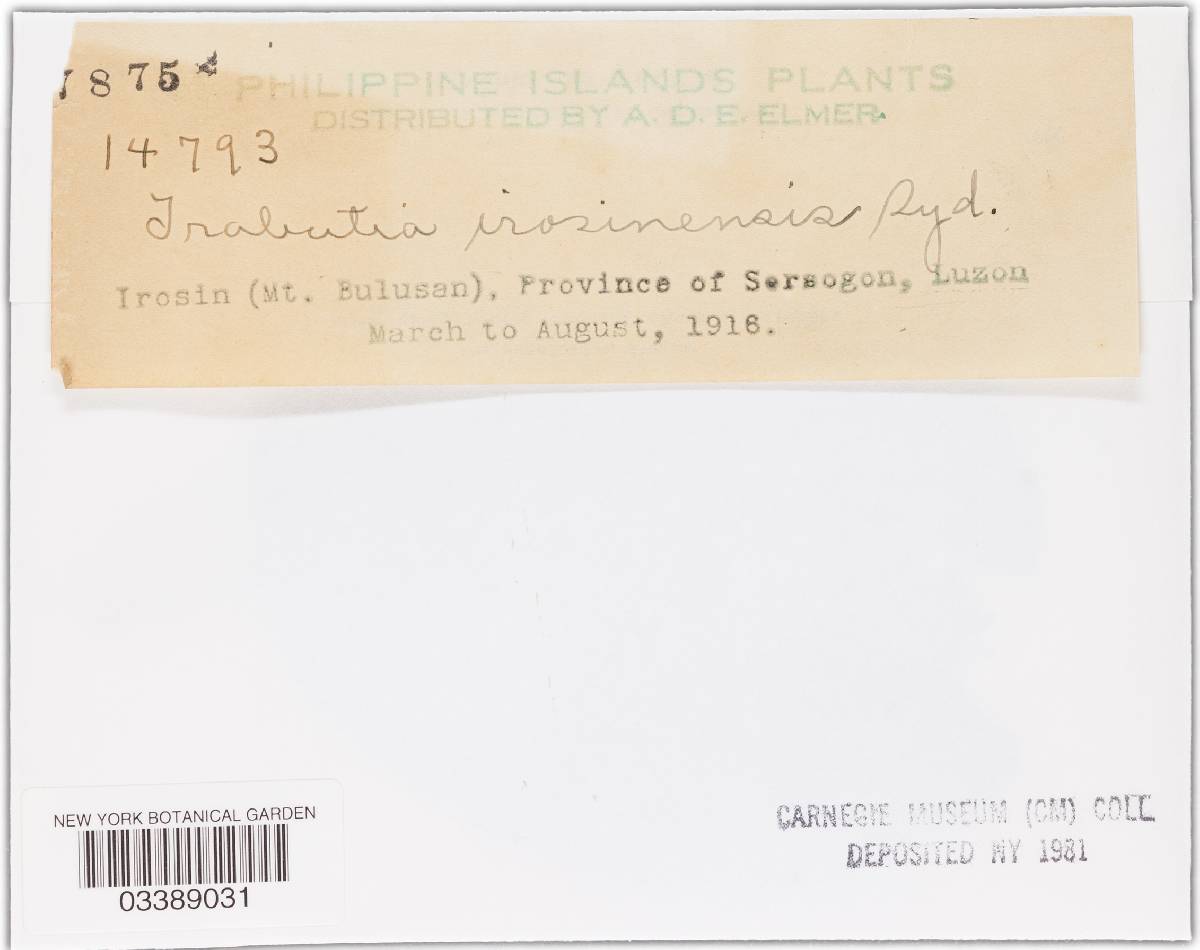 7875
PHILIPPINE ISLANDS PLANTS
DISTRIBUTED BY A. D. E. ELMER.
14793
Trabutia irosinensis Syd.
Irosin (Mt. Bulusan), Province of Sorsogon, Luzon
March to August, 1916.
NEW YORK BOTANICAL GARDEN
03389031
CARNEGIE MUSEUM (CM) COLL
DEPOSITED NY 1981